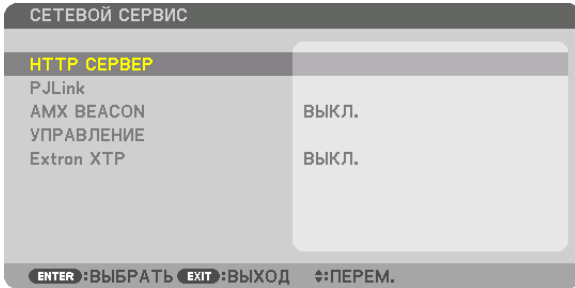 СЕТЕВОЙ СЕРВИС
HTTP СЕРВЕР
PJLink
AMX BEACON ВЫКЛ.
УПРАВЛЕНИЕ
Extron XTP ВЫКЛ.
ENTER :ВЫБРАТЬ EXIT :ВЫХОД :ПЕРЕМ.